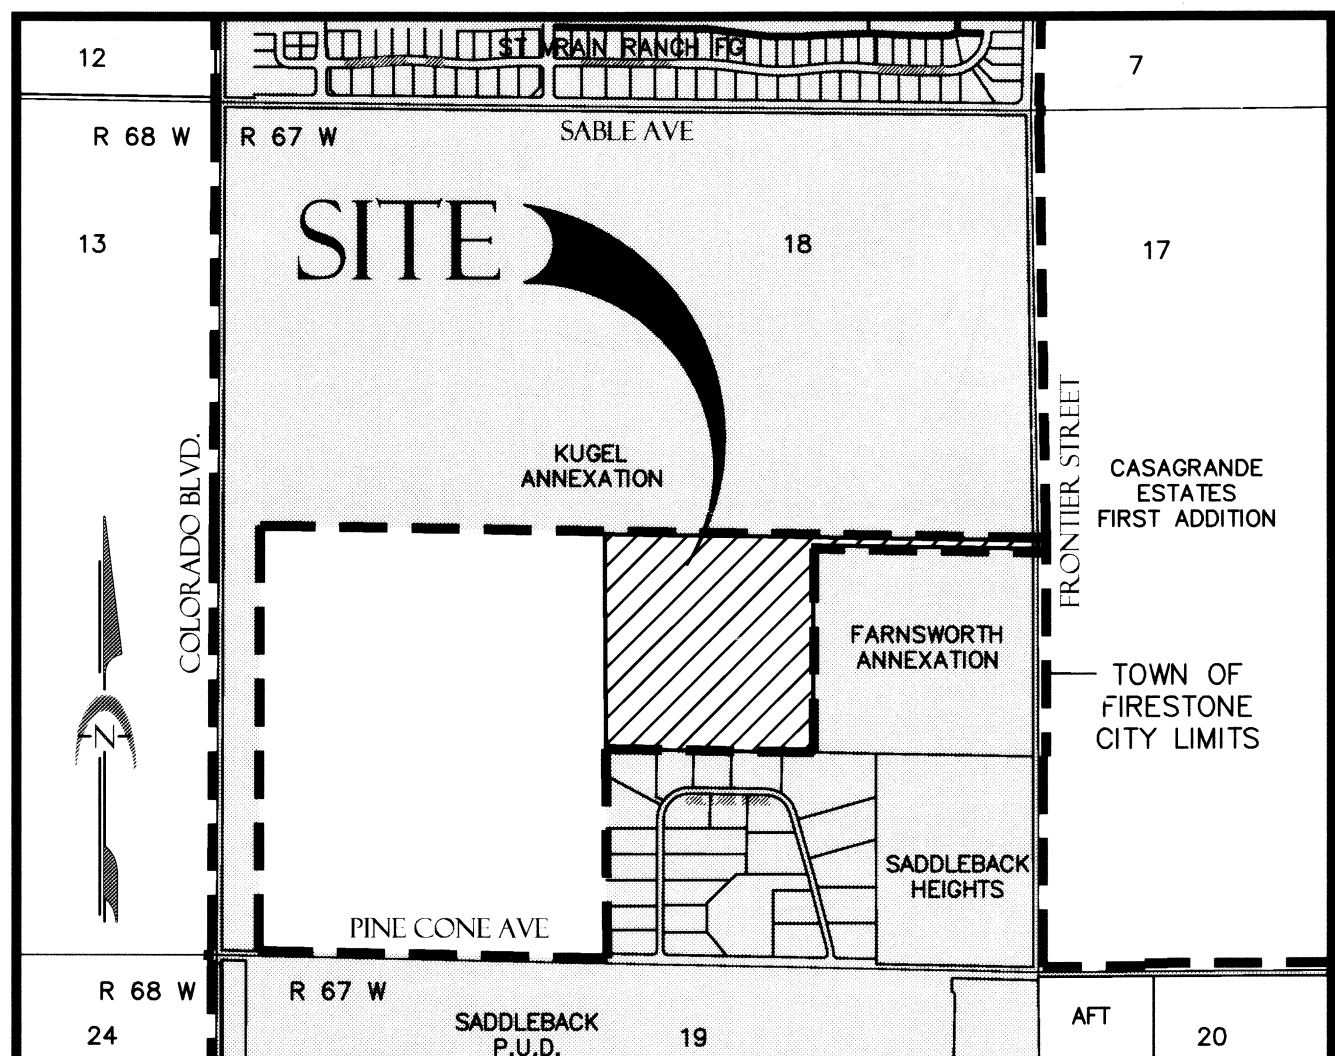 ST VRAIN RANCH FG
12
7
R 68 W
R 67 W
SABLE AVE
SITE
13
18
17
KUGEL
ANNEXATION
COLORADO BLVD.
FRONTIER STREET
CASAGRANDE
ESTATES
FIRST ADDITION
FARNSWORTH
ANNEXATION
TOWN OF
FIRESTONE
CITY LIMITS
N
SADDLEBACK
HEIGHTS
PINE CONE AVE
R 68 W
R 67 W
SADDLEBACK
P.U.D.
24
19
AFT
20